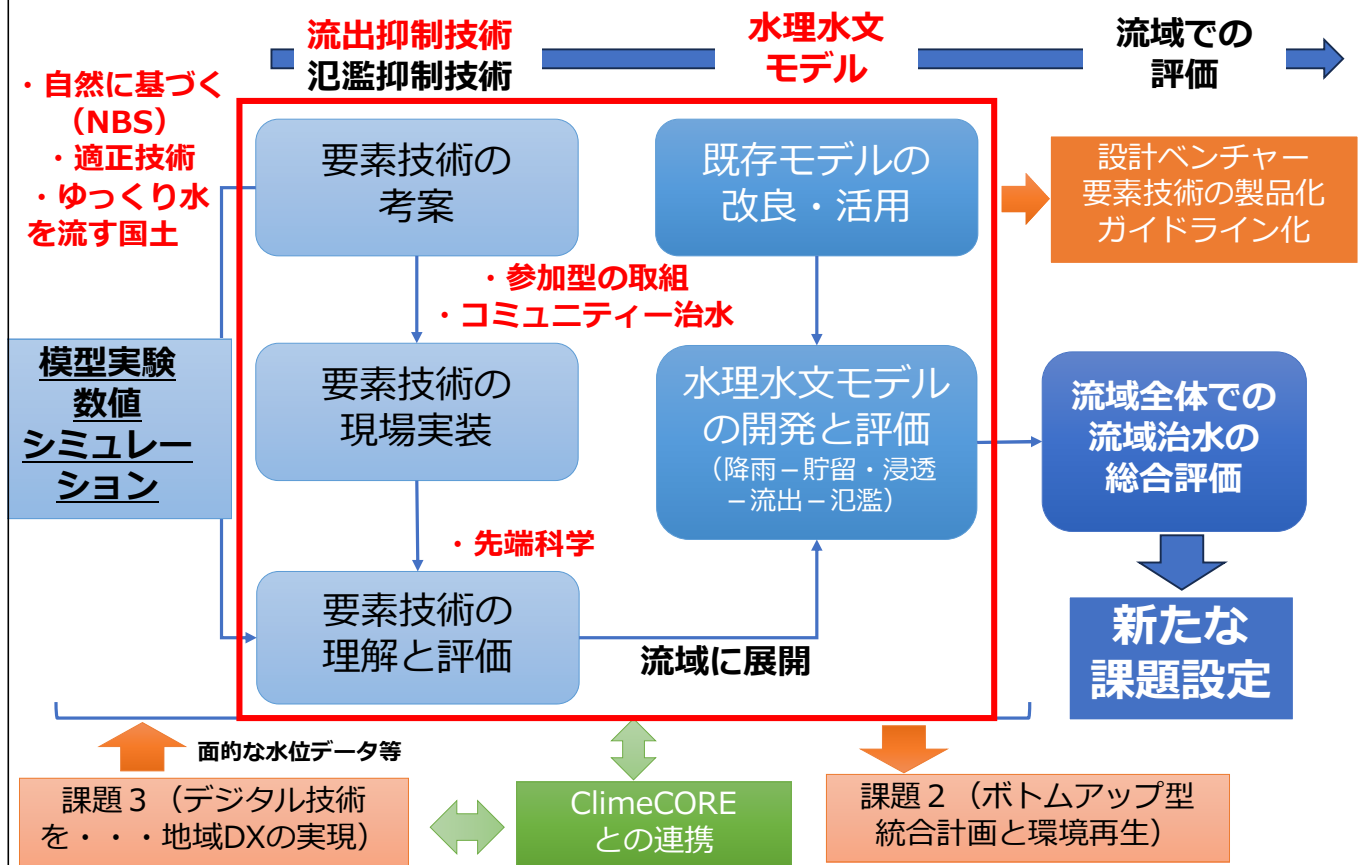 流出抑制技術
氾濫抑制技術
水理水文
モデル
流域での
評価
・自然に基づく
（NBS）
・適正技術
・ゆっくり水
を流す国土
要素技術の
考案
既存モデルの
改良・活用
設計ベンチャー
要素技術の製品化
ガイドライン化
・参加型の取組
・コミュニティー治水
模型実験
数値
シミュレー
ション
要素技術の
現場実装
水理水文モデル
の開発と評価
（降雨－貯留・浸透
－流出－氾濫）
流域全体での
流域治水の
総合評価
・先端科学
要素技術の
理解と評価
流域に展開
新たな
課題設定
面的な水位データ等
課題３（デジタル技術
を・・・地域DXの実現）
ClimeCORE
との連携
課題２（ボトムアップ型
統合計画と環境再生）